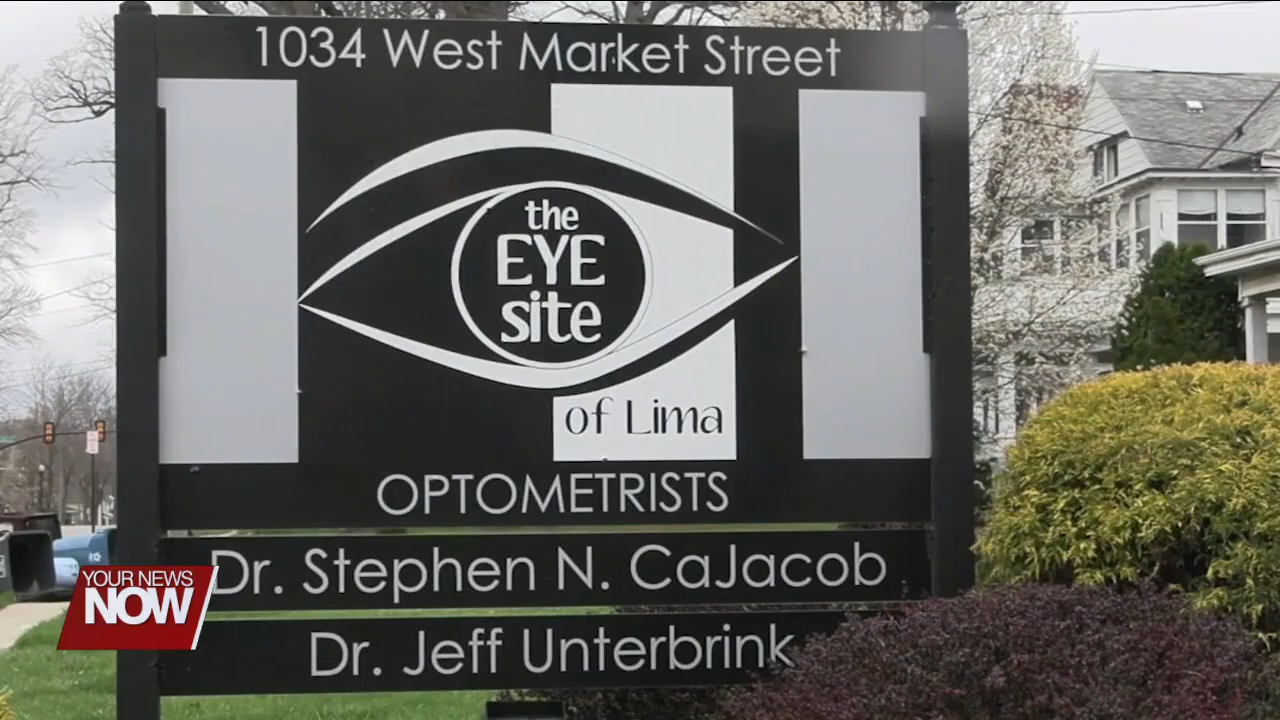 1034 West Market Street
the
EYE
site
of Lima
OPTOMETRISTS
Dr. Stephen N. CaJacob
Dr. Jeff Unterbrink
YOUR NEWS
NOW